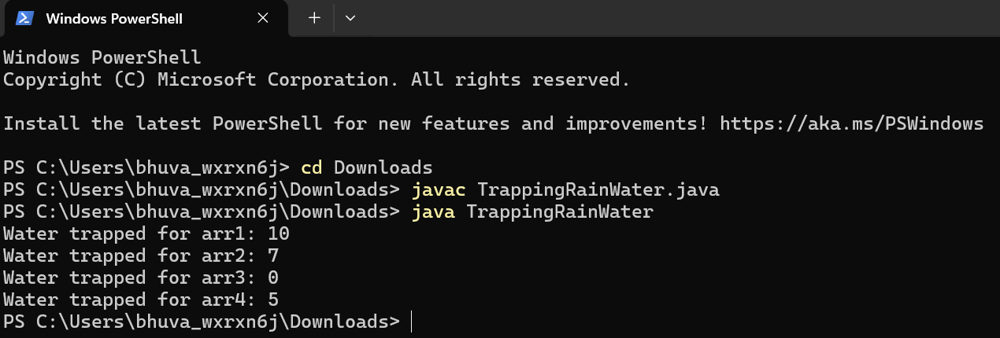 Windows PowerShell
Windows PowerShell
Copyright (C) Microsoft Corporation. All rights reserved.
Install the latest PowerShell for new features and improvements! https://aka.ms/PSWindows
PS C:\Users\bhuva_wxrxn6j> cd Downloads
PS C:\Users\bhuva_wxrxn6j\Downloads> javac TrappingRainWater.java
PS C:\Users\bhuva_wxrxn6j\Downloads> java TrappingRainWater
Water trapped for arr1: 10
Water trapped for arr2: 7
Water trapped for arr3: 0
Water trapped for arr4: 5
PS C:\Users\bhuva_wxrxn6j\Downloads>